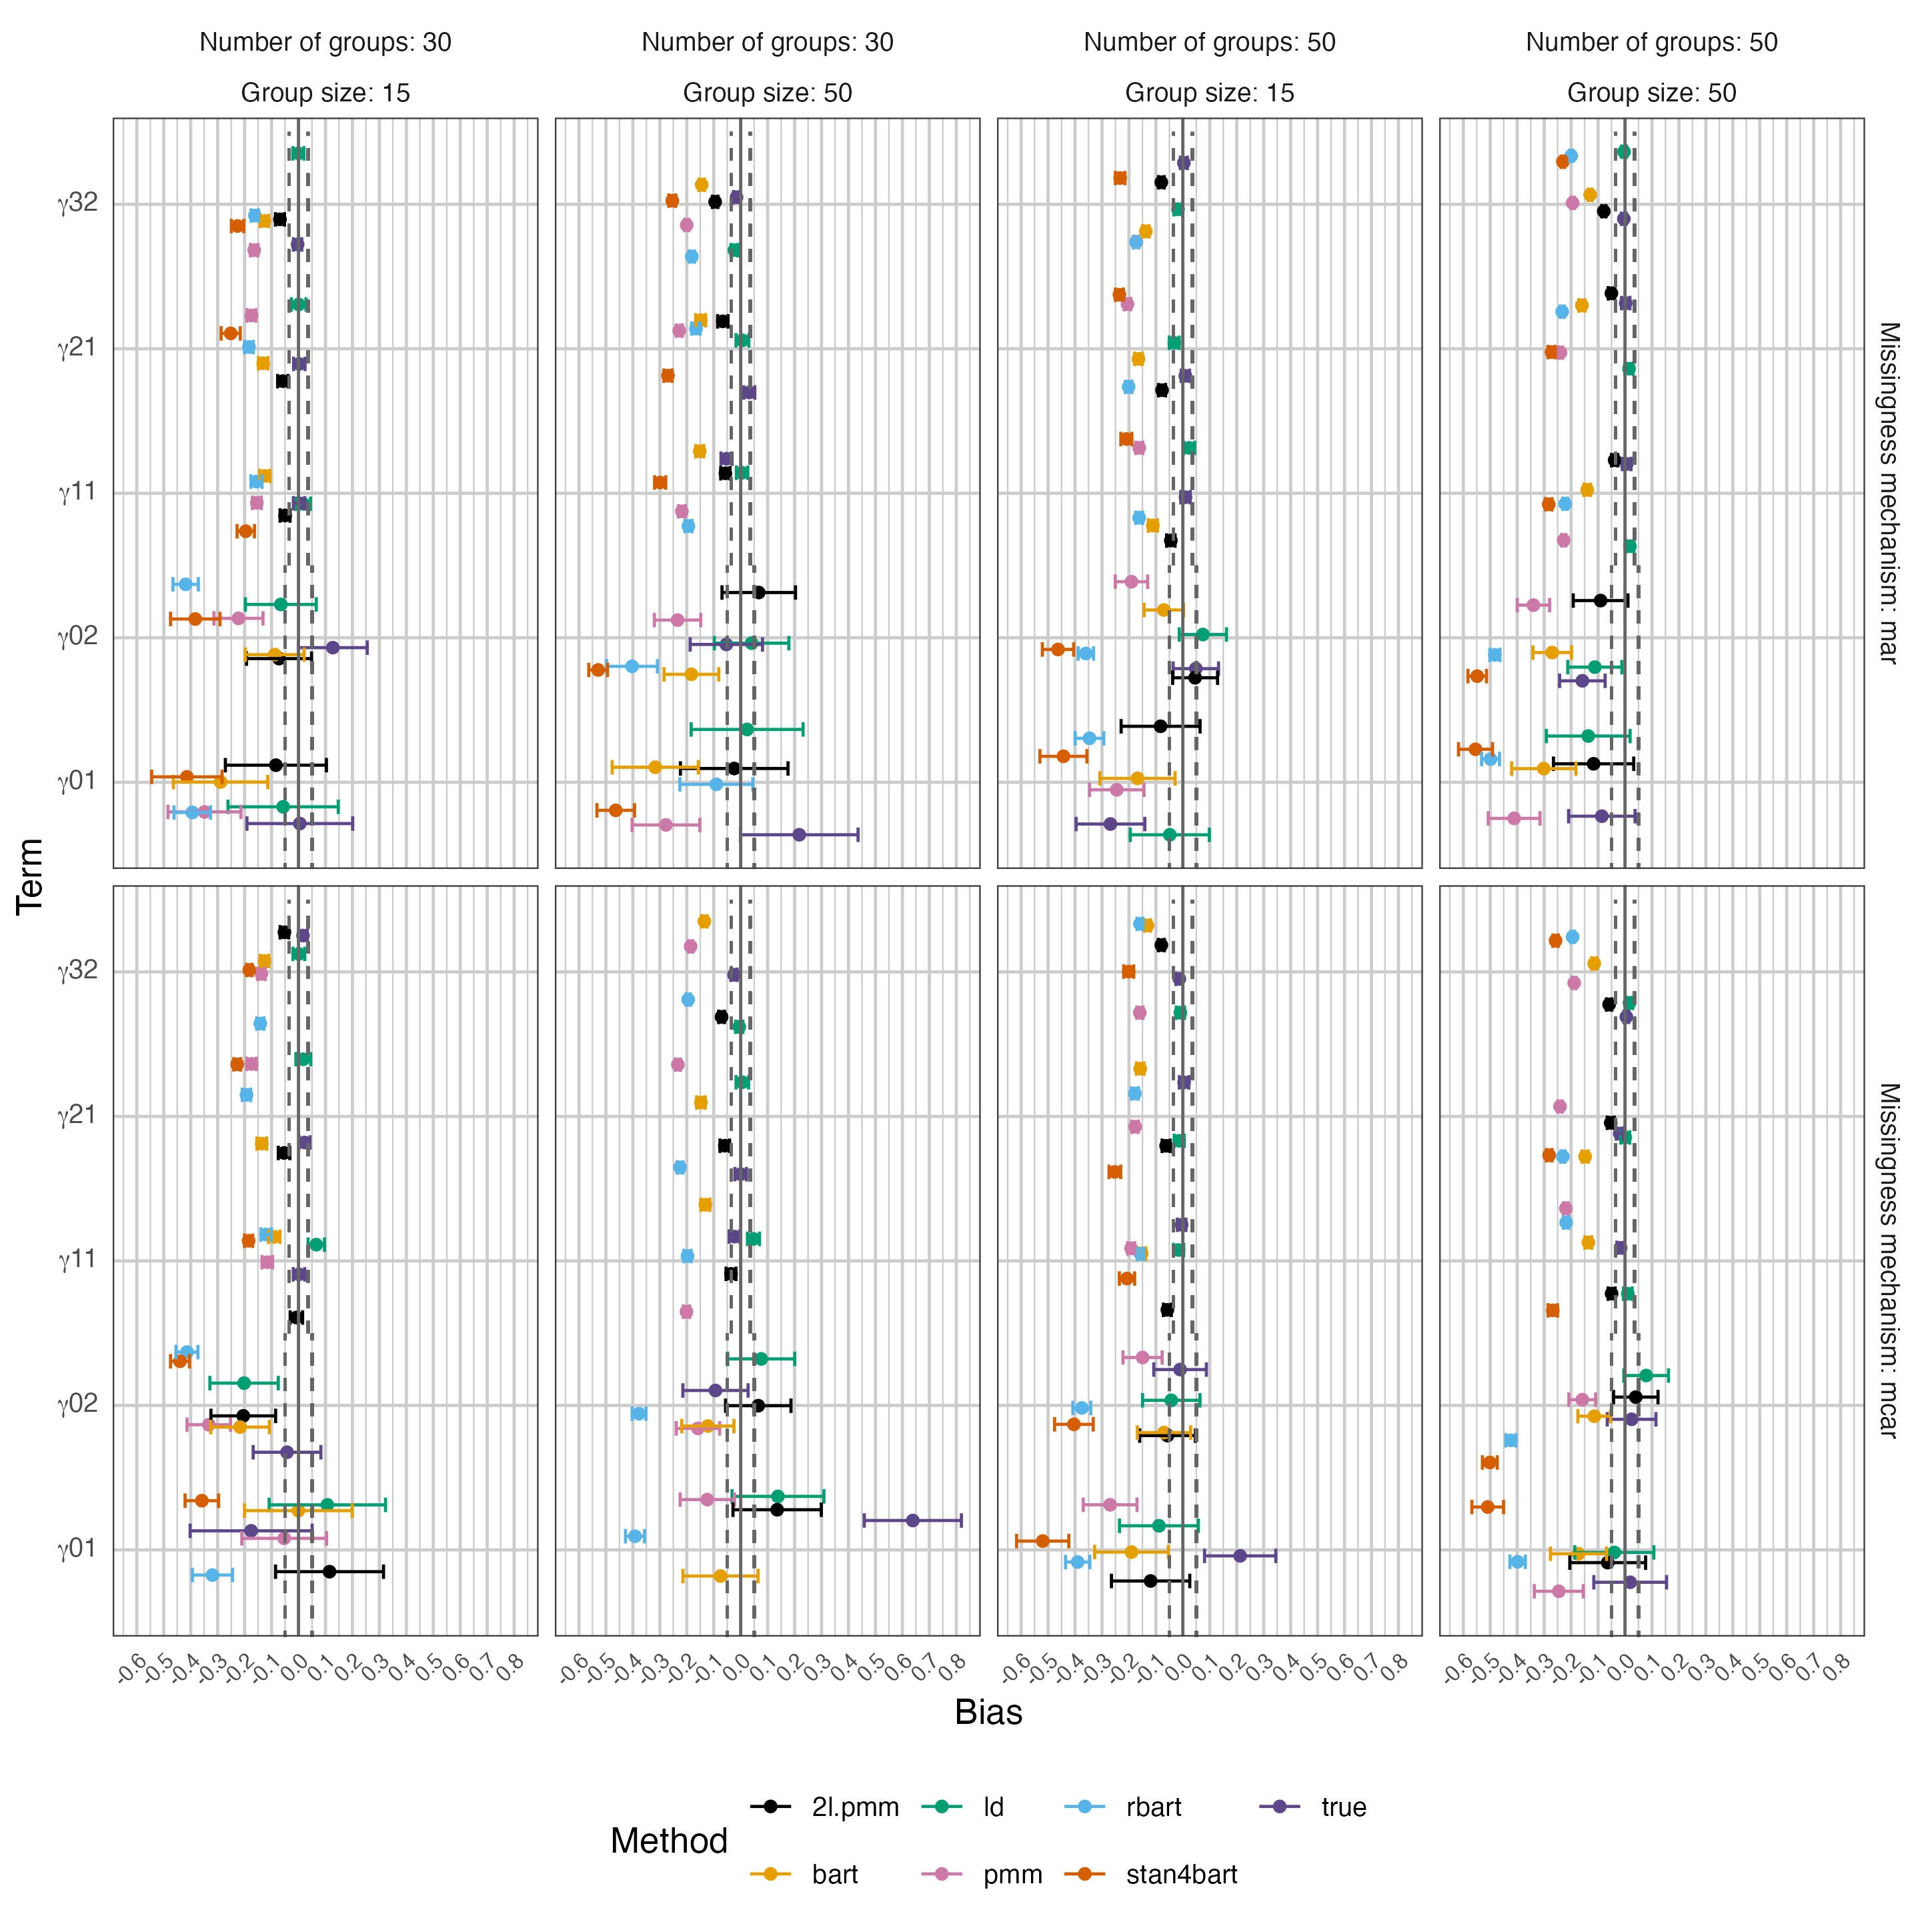 Number of groups: 30
Number of groups: 30
Number of groups: 50
Number of groups: 50
Group size: 15
Group size: 50
Group size: 15
Group size: 50
γ32
γ21
γ11
γ02
γ01
Missingness mechanism: mar
Term
γ32
γ21
γ11
γ02
γ01
Missingness mechanism: mcar
-0.6 -0.5 -0.4 -0.3 -0.2 -0.1 0.0 0.1 0.2 0.3 0.4 0.5 0.6 0.7 0.8
-0.6 -0.5 -0.4 -0.3 -0.2 -0.1 0.0 0.1 0.2 0.3 0.4 0.5 0.6 0.7 0.8
-0.6 -0.5 -0.4 -0.3 -0.2 -0.1 0.0 0.1 0.2 0.3 0.4 0.5 0.6 0.7 0.8
-0.6 -0.5 -0.4 -0.3 -0.2 -0.1 0.0 0.1 0.2 0.3 0.4 0.5 0.6 0.7 0.8
Bias
Method
2l.pmm ld rbart true
bart pmm stan4bart